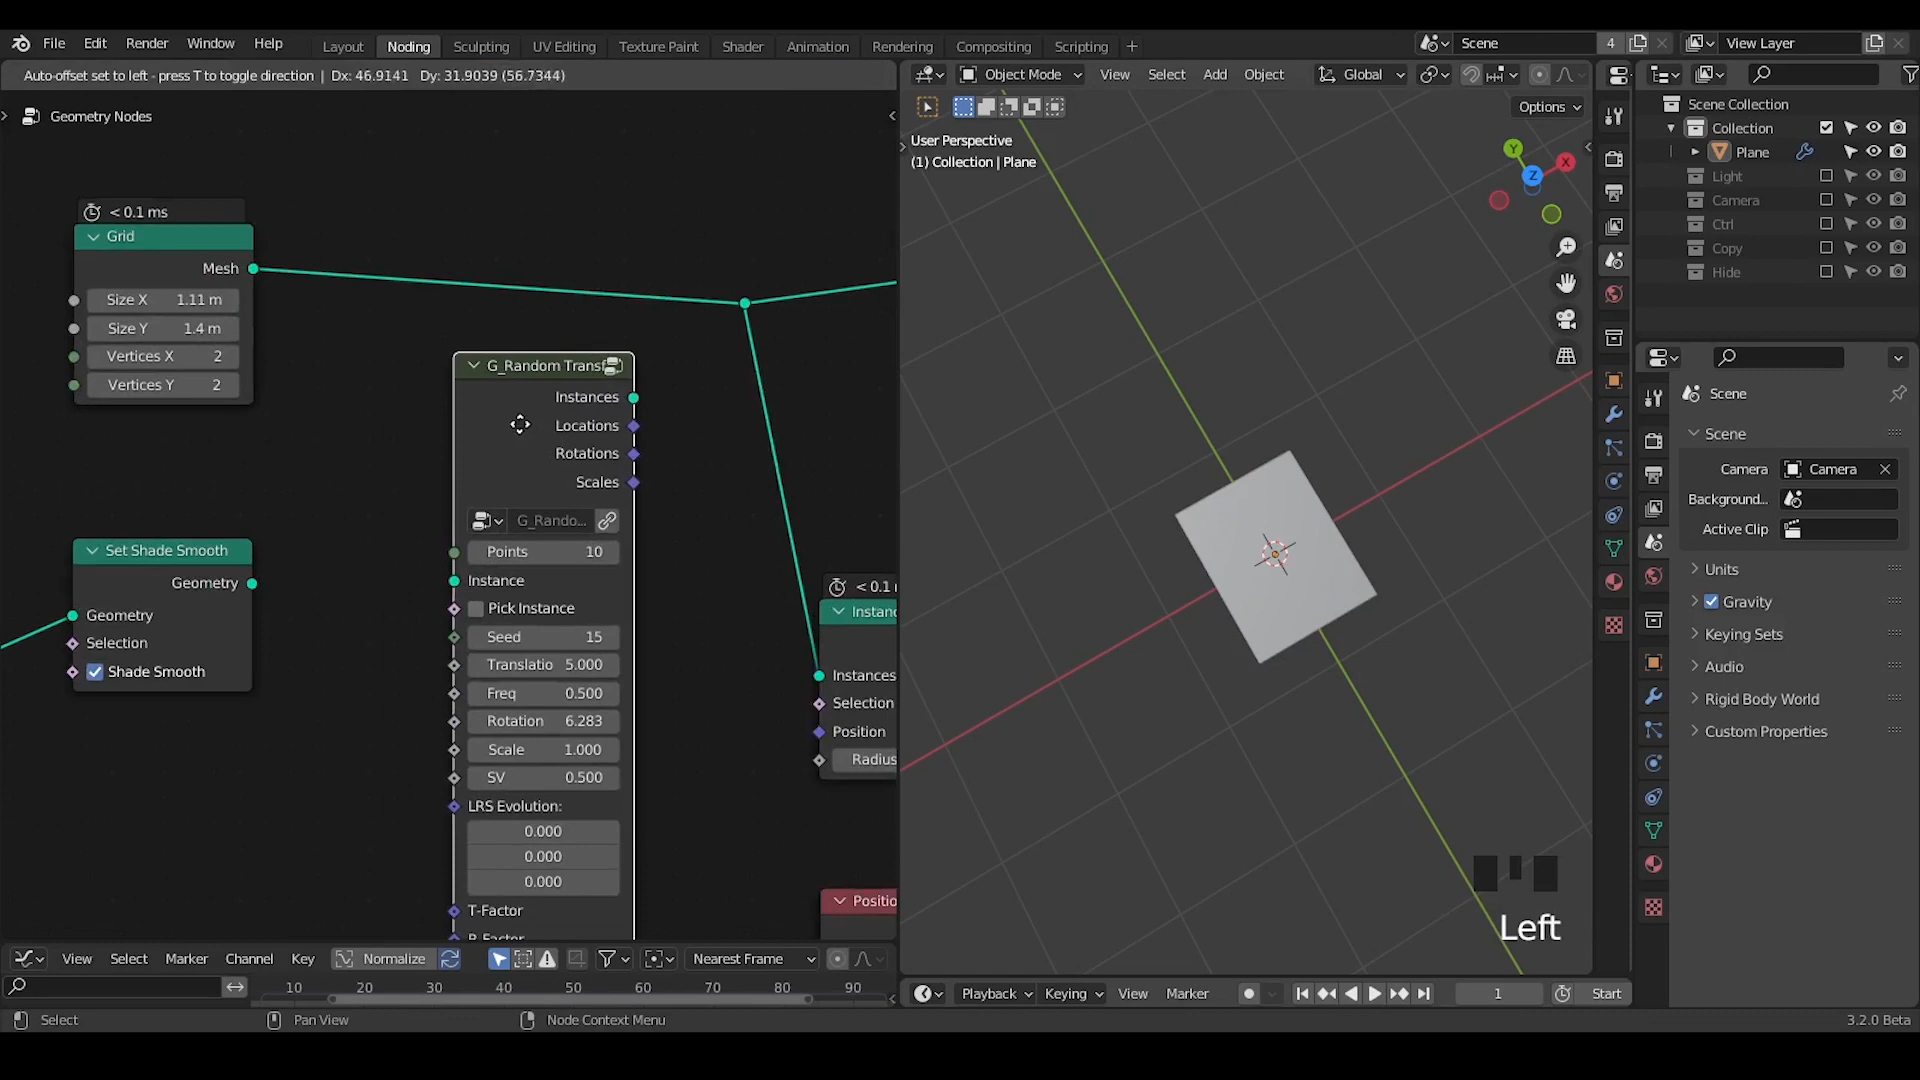 File Edit Render Window Help Layout Noding Sculpting UV Editing Texture Paint Shader Animation Rendering Compositing Scripting Scene 4 View Layer
Auto-offset set to left - press T to toggle direction | Dx: 46.9141 Dy: 31.9039 (56.7344)
Object Mode View Select Add Object Global
Options
Geometry Nodes
User Perspective
(1) Collection | Plane
Y
X
Z
Scene Collection
Collection
Plane
Light
Camera
Ctrl
Copy
Hide
< 0.1 ms
Grid
Mesh
Size X 1.11 m
Size Y 1.4 m
Vertices X 2
Vertices Y 2
G_Random Transf
Instances
Locations
Rotations
Scales
G_Rando...
Points 10
Instance
Pick Instance
Seed 15
Translatio 5.000
Freq 0.500
Rotation 6.283
Scale 1.000
SV 0.500
LRS Evolution:
0.000
0.000
0.000
T-Factor
Set Shade Smooth
Geometry
Geometry
Selection
Shade Smooth
< 0.1
Instanc
Instances
Selection
Position
Radius
Positio
Left
Scene
Scene
Camera Camera
Background...
Active Clip
Units
Gravity
Keying Sets
Audio
Rigid Body World
Custom Properties
View Select Marker Channel Key Normalize Nearest Frame
10 20 30 40 50 60 70 80 90
Playback Keying View Marker 1 Start
Select Pan View Node Context Menu 3.2.0 Beta